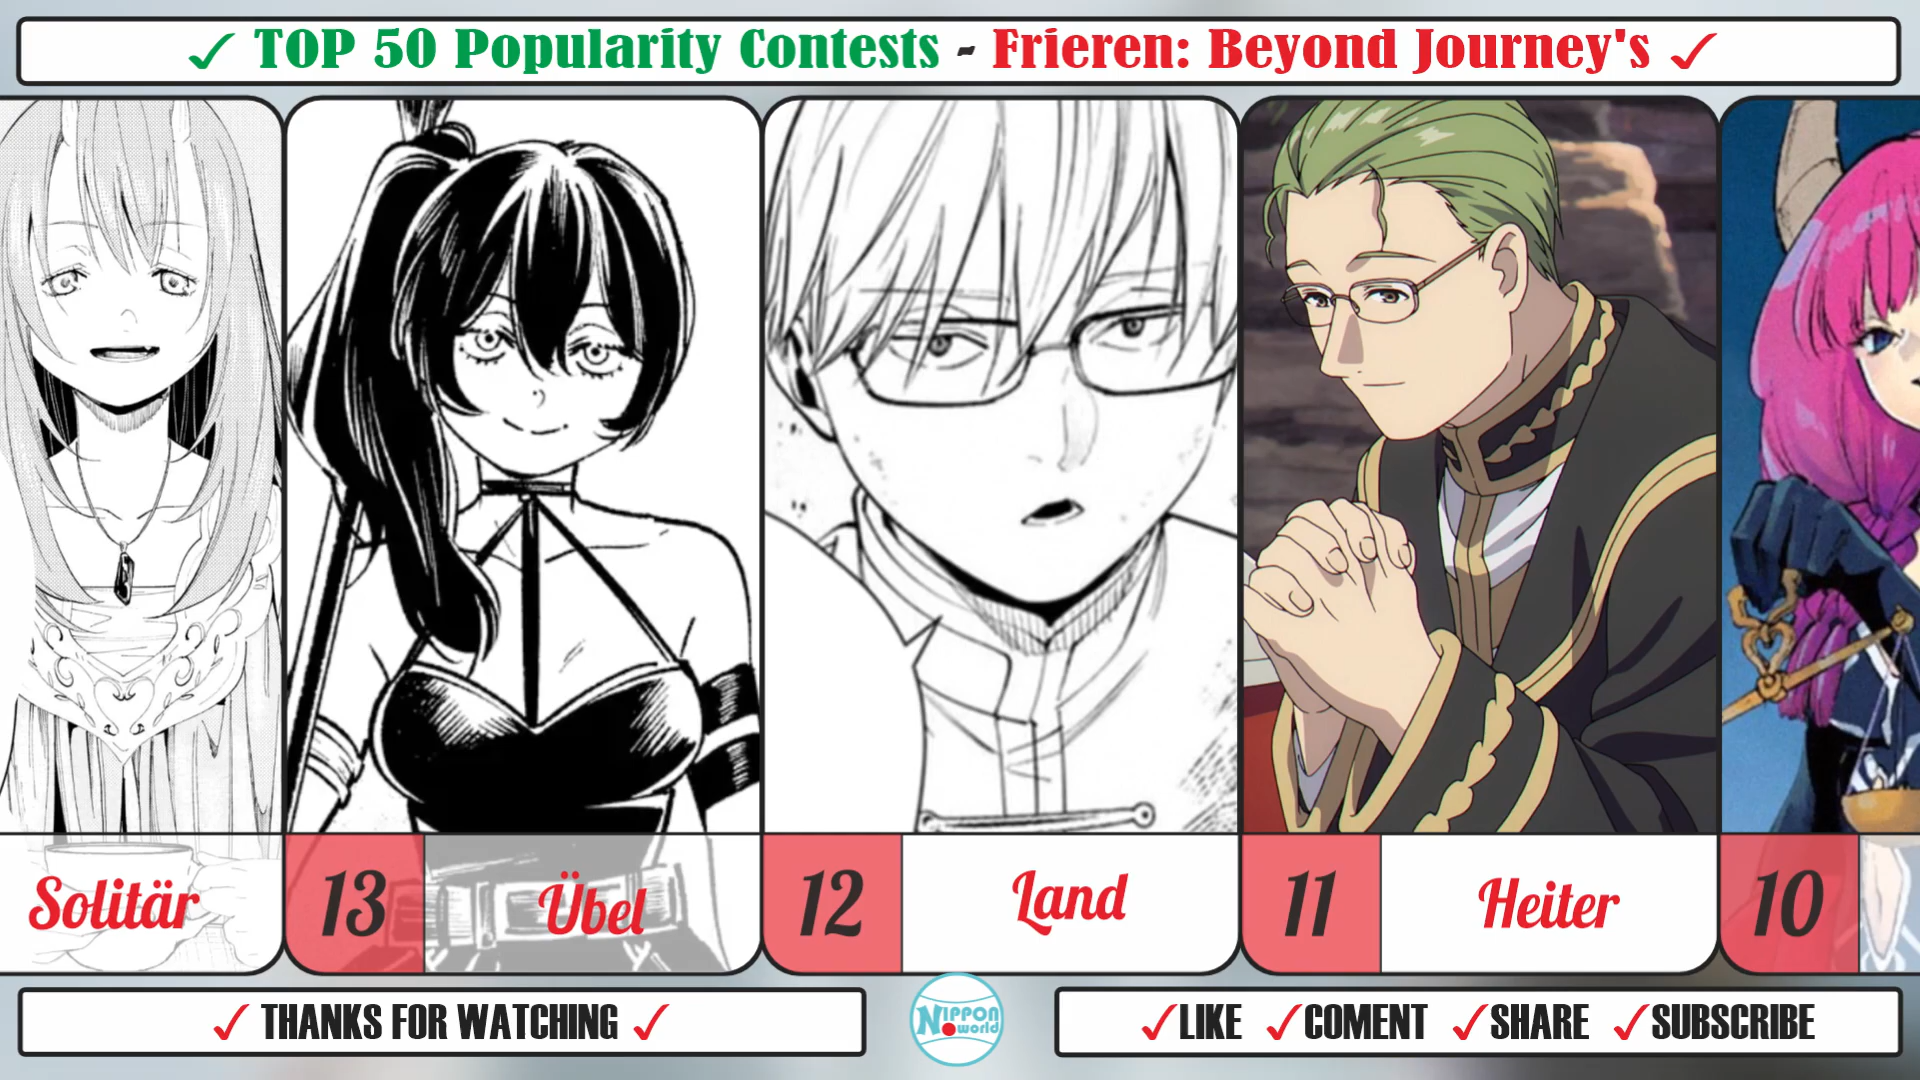 ✓ TOP 50 Popularity Contests - Frieren: Beyond Journey's ✓
Solitär
13 Übel
12 Land
11 Heiter
10
✓ THANKS FOR WATCHING ✓
NIPPON
world
✓LIKE ✓COMENT ✓SHARE ✓SUBSCRIBE